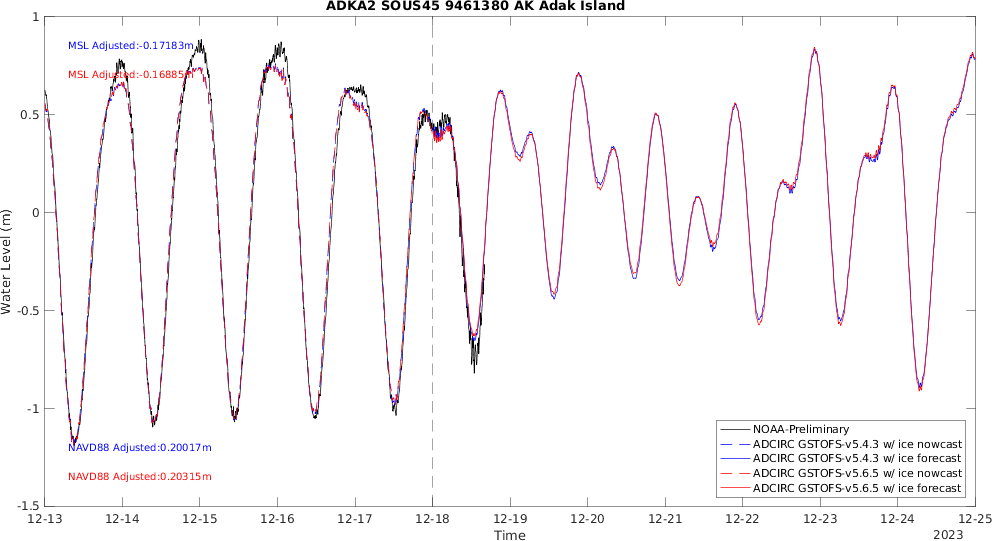 ADKA2 SOUS45 9461380 AK Adak Island
MSL Adjusted:-0.17183m
MSL Adjusted:-0.16885m
NAVD88 Adjusted:0.20017m
NAVD88 Adjusted:0.20315m
Water Level (m)
1
0.5
0
-0.5
-1
-1.5
NOAA-Preliminary
ADCIRC GSTOFS-v5.4.3 w/ ice nowcast
ADCIRC GSTOFS-v5.4.3 w/ ice forecast
ADCIRC GSTOFS-v5.6.5 w/ ice nowcast
ADCIRC GSTOFS-v5.6.5 w/ ice forecast
12-13 12-14 12-15 12-16 12-17 12-18 12-19 12-20 12-21 12-22 12-23 12-24 12-25
Time
2023